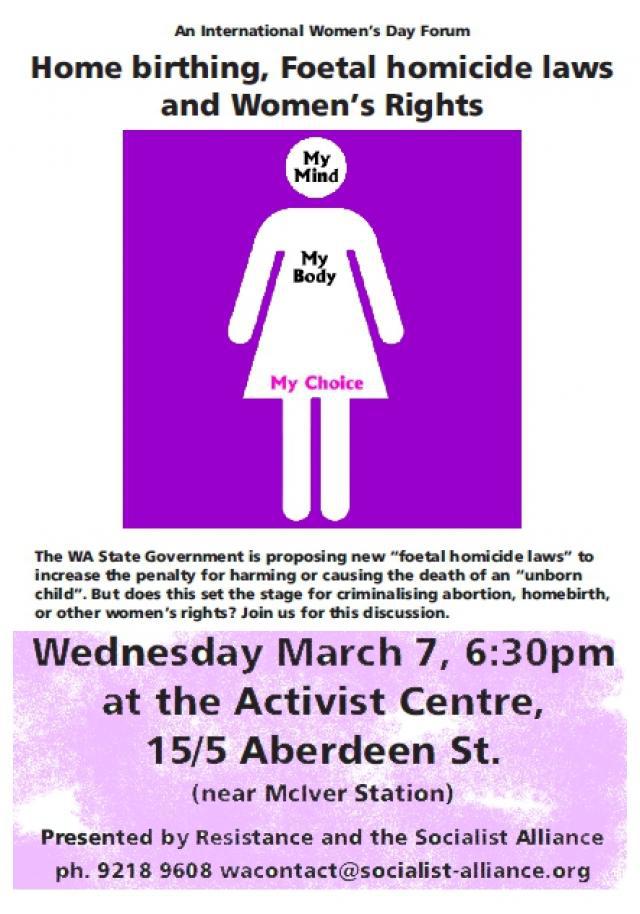 An International Women's Day Forum
Home birthing, Foetal homicide laws
and Women's Rights
My
Mind
My
Body
My Choice
The WA State Government is proposing new "foetal homicide laws" to
increase the penalty for harming or causing the death of an "unborn
child". But does this set the stage for criminalising abortion, homebirth,
or other women's rights? Join us for this discussion.
Wednesday March 7, 6:30pm
at the Activist Centre,
15/5 Aberdeen St.
(near McIver Station)
Presented by Resistance and the Socialist Alliance
ph. 9218 9608 wacontact@socialist-alliance.org